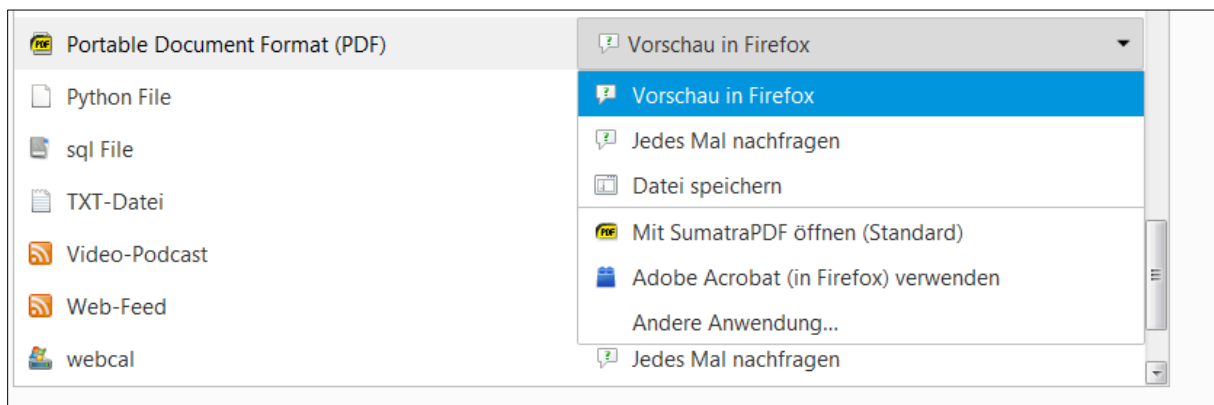 Portable Document Format (PDF) Vorschau in Firefox
Python File Vorschau in Firefox
sql File Jedes Mal nachfragen
TXT-Datei Datei speichern
Video-Podcast Mit SumatraPDF öffnen (Standard)
Web-Feed Adobe Acrobat (in Firefox) verwenden
Andere Anwendung...
webcal Jedes Mal nachfragen